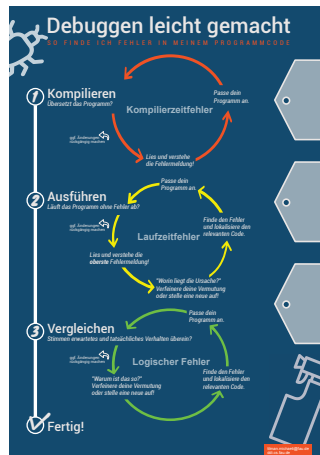 Debuggen leicht gemacht
SO FINDE ICH FEHLER IN MEINEM PROGRAMMCODE
1 Kompilieren
Übersetzt das Programm?
Passe dein
Programm an.
Kompilierzeitfehler
ggf. Änderungen
rückgängig machen
Lies und verstehe
die Fehlermeldung!
2 Ausführen
Läuft das Programm ohne Fehler ab?
Passe dein
Programm an.
ggf. Änderungen
rückgängig machen
Finde den Fehler
und lokalisiere den
relevanten Code.
Laufzeitfehler
Lies und verstehe die
oberste Fehlermeldung!
"Worin liegt die Ursache?"
Verfeinere deine Vermutung
oder stelle eine neue auf!
3 Vergleichen
Stimmen erwartetes und tatsächliches Verhalten überein?
Passe dein
Programm an.
ggf. Änderungen
rückgängig machen
Logischer Fehler
"Warum ist das so?"
Verfeinere deine Vermutung
oder stelle eine neue auf!
Finde den Fehler
und lokalisiere den
relevanten Code.
Fertig!